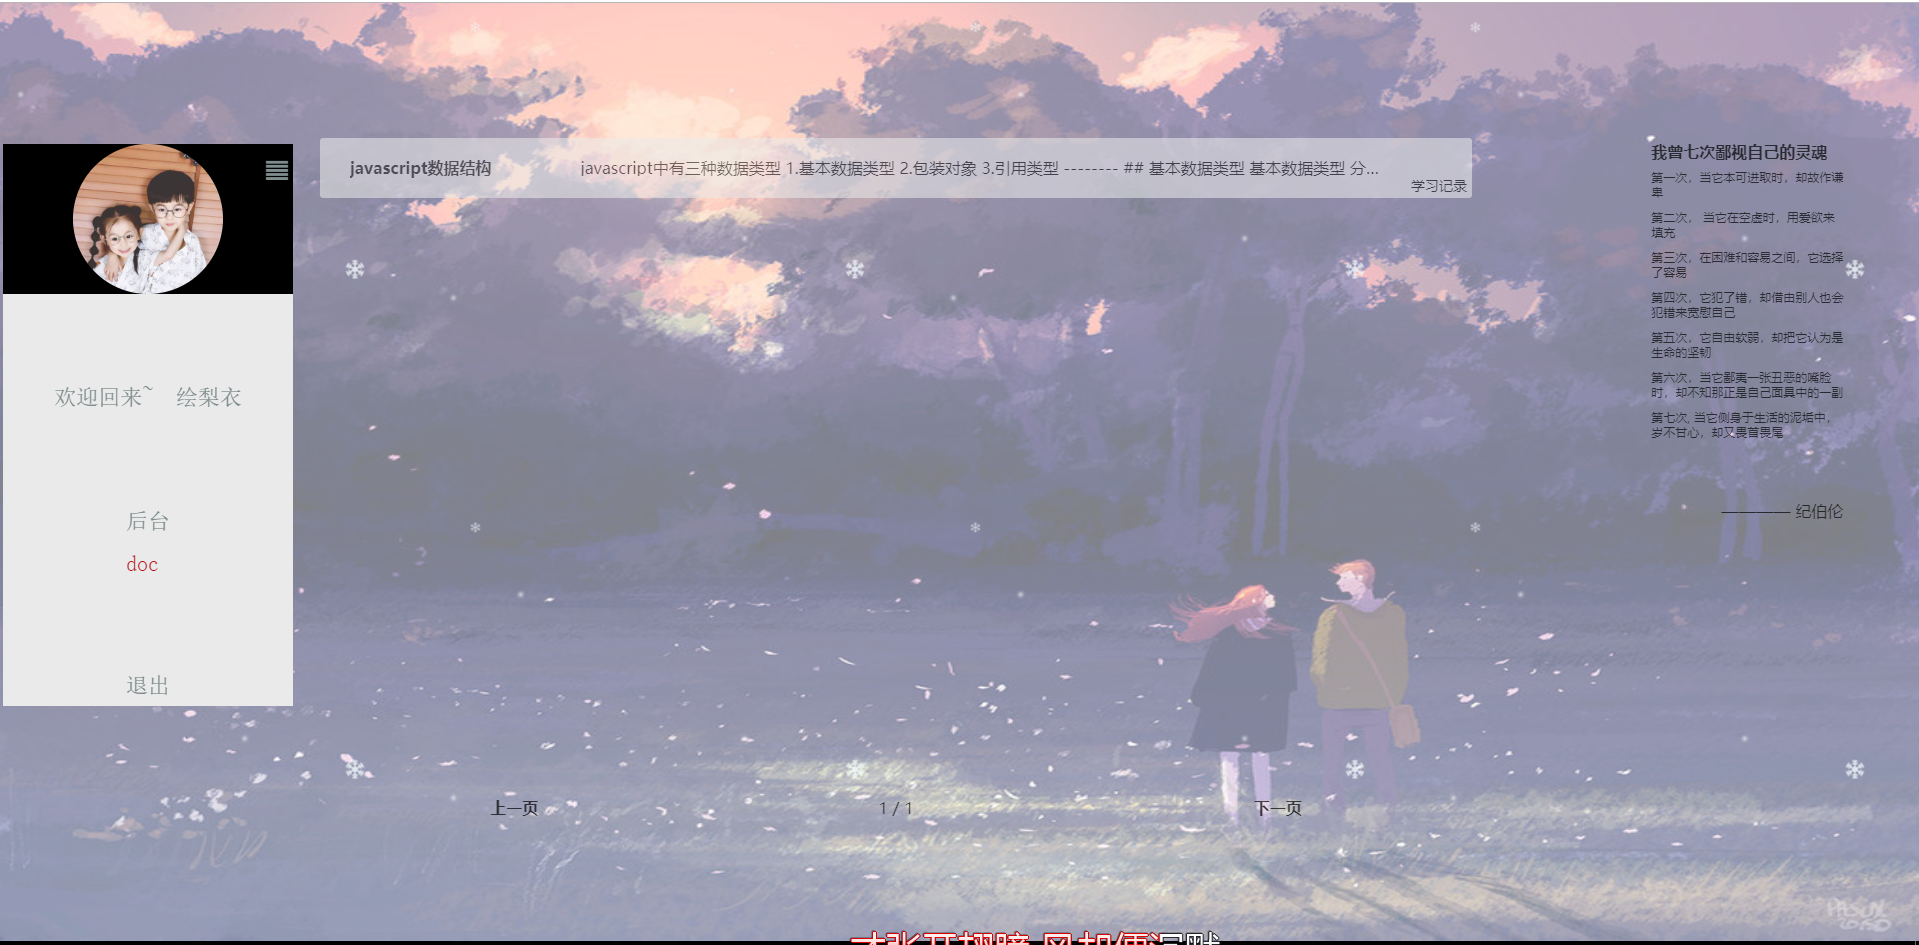 javascript数据结构
javascript中有三种数据类型 1.基本数据类型 2.包装对象 3.引用类型 -------- ## 基本数据类型 基本数据类型 分...
学习记录
欢迎回来~ 绘梨衣
后台
doc
退出
上一页
1 / 1
下一页
我曾七次鄙视自己的灵魂
第一次，当它本可进取时，却故作谦
卑
第二次， 当它在空虚时，用爱欲来
填充
第三次，在困难和容易之间，它选择
了容易
第四次，它犯了错，却借由别人也会
犯错来宽慰自己
第五次，它自由软弱，却把它认为是
生命的坚韧
第六次，当它鄙夷一张丑恶的嘴脸
时，却不知那正是自己面具中的一副
第七次, 当它侧身于生活的泥垢中，
岁不甘心，却又畏首畏尾
———— 纪伯伦